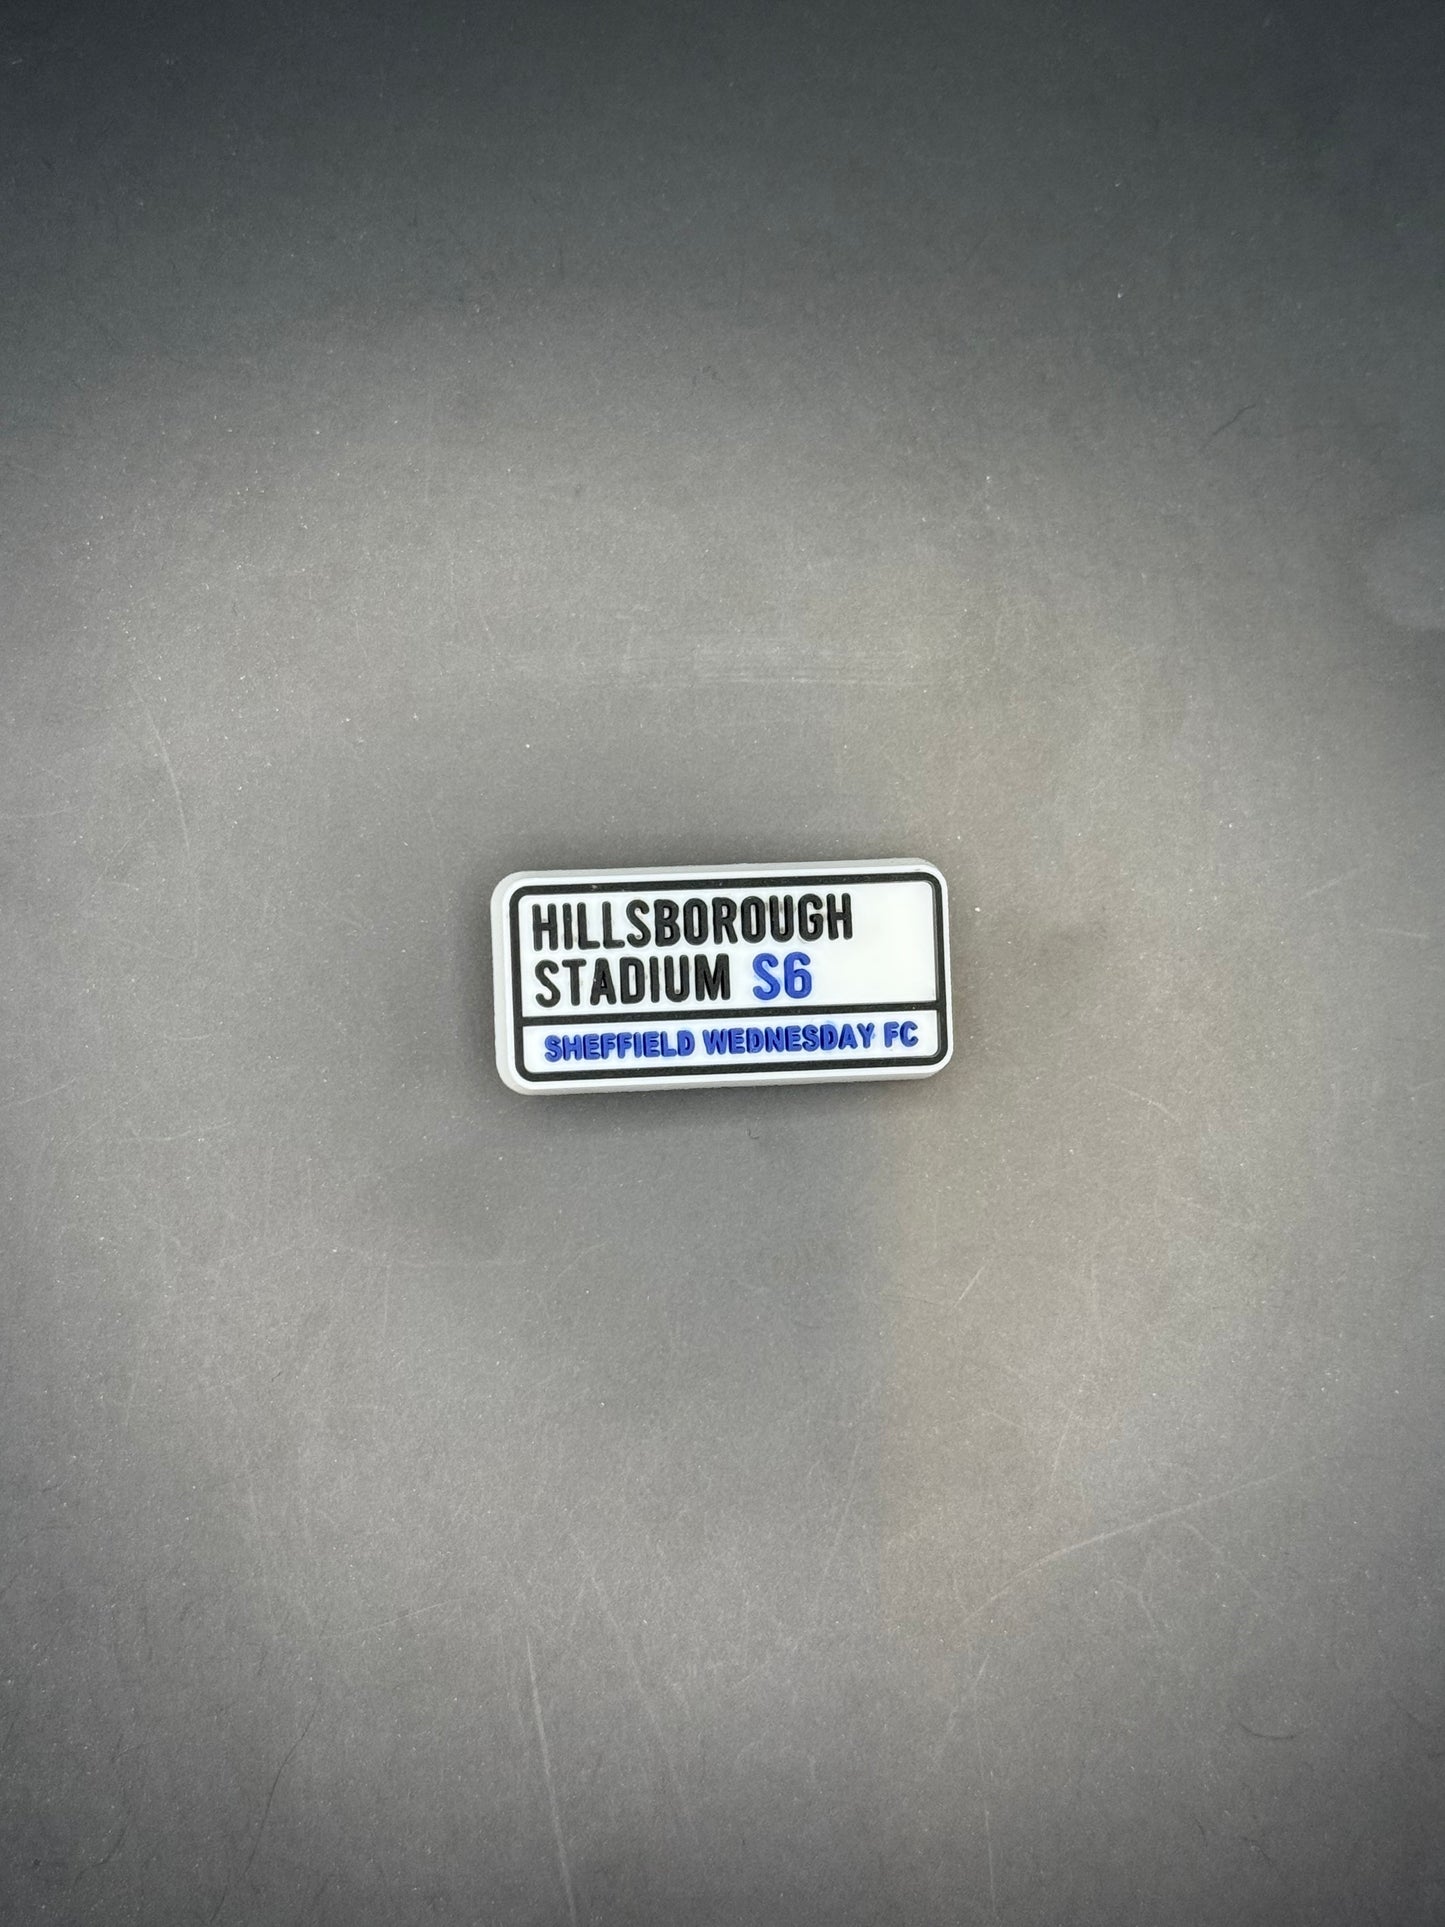 HILLSBOROUGH
STADIUM S6
SHEFFIELD WEDNESDAY FC